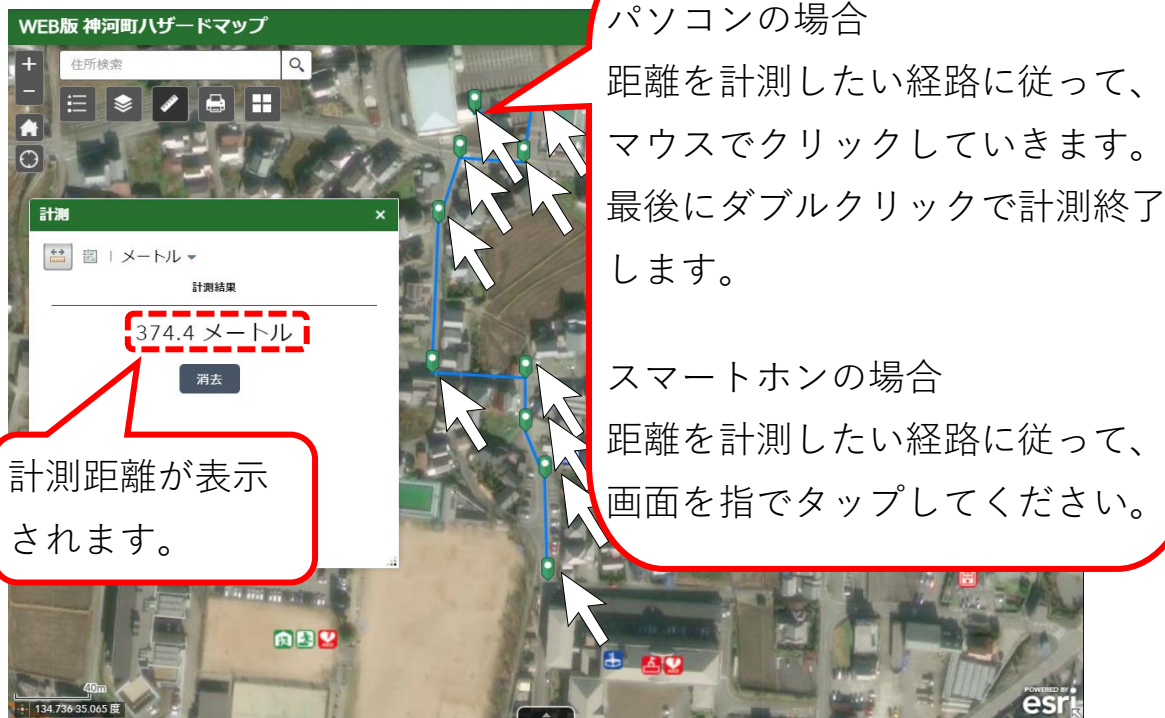 WEB版 神河町ハザードマップ
住所検索
計測
メートル
計測結果
374.4 メートル
消去
計測距離が表示
されます。
パソコンの場合
距離を計測したい経路に従って、
マウスでクリックしていきます。
最後にダブルクリックで計測終了
します。
スマートホンの場合
距離を計測したい経路に従って、
画面を指でタップしてください。
40m
134.736 35.065 度
POWERED BY
esri